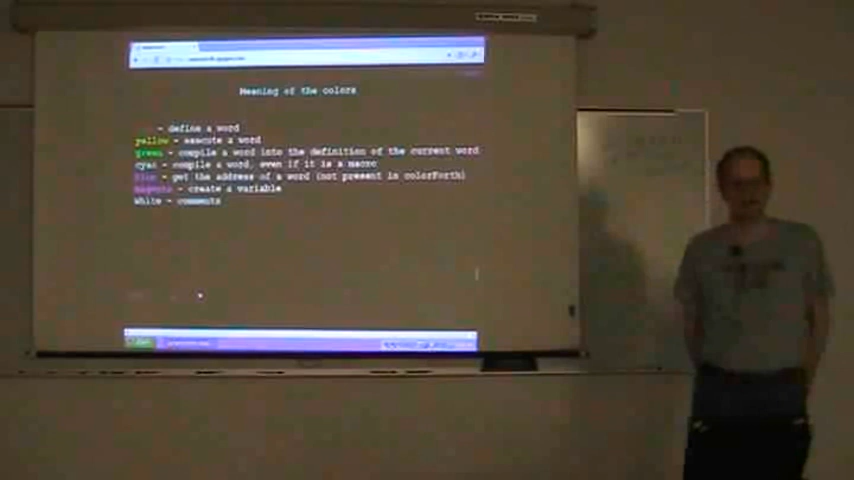 Meaning of the colors
- define a word
yellow - execute a word
green - compile a word into the definition of the current word
cyan - compile a word, even if it is a macro
blue - get the address of a word (not present in colorForth)
magenta - create a variable
White - comments